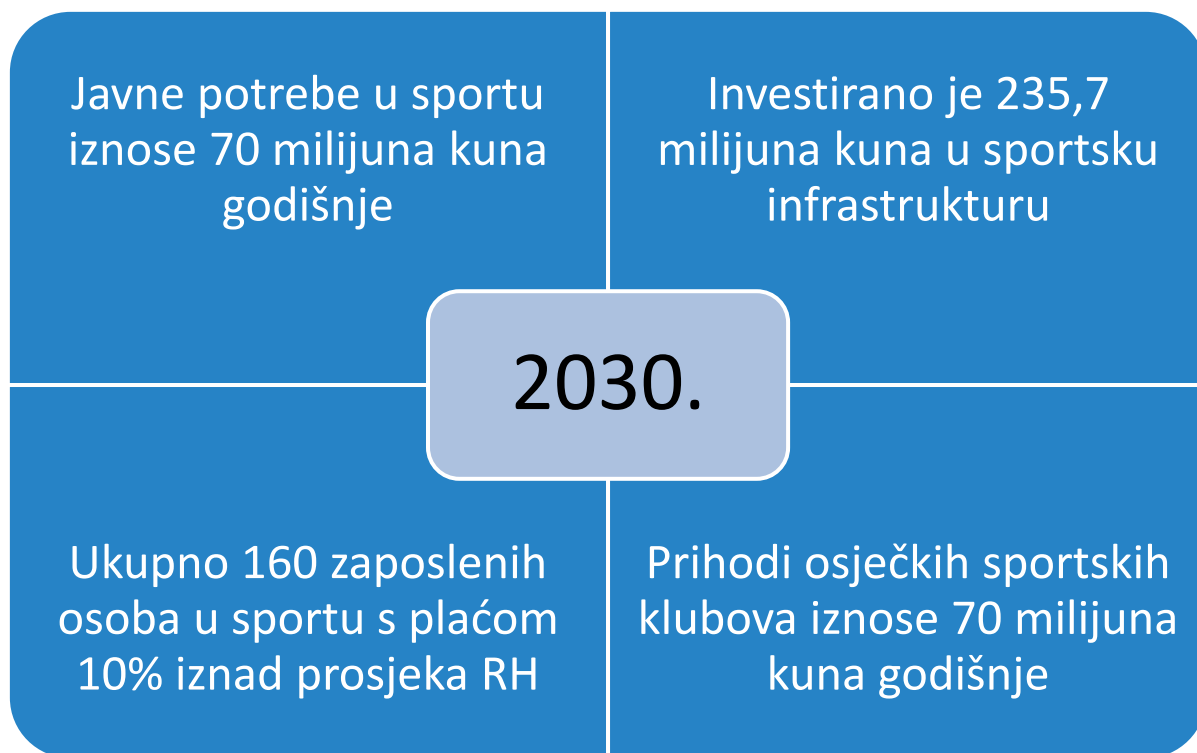 Javne potrebe u sportu
iznose 70 milijuna kuna
godišnje
Investirano je 235,7
milijuna kuna u sportsku
infrastrukturu
2030.
Ukupno 160 zaposlenih
osoba u sportu s plaćom
10% iznad prosjeka RH
Prihodi osječkih sportskih
klubova iznose 70 milijuna
kuna godišnje